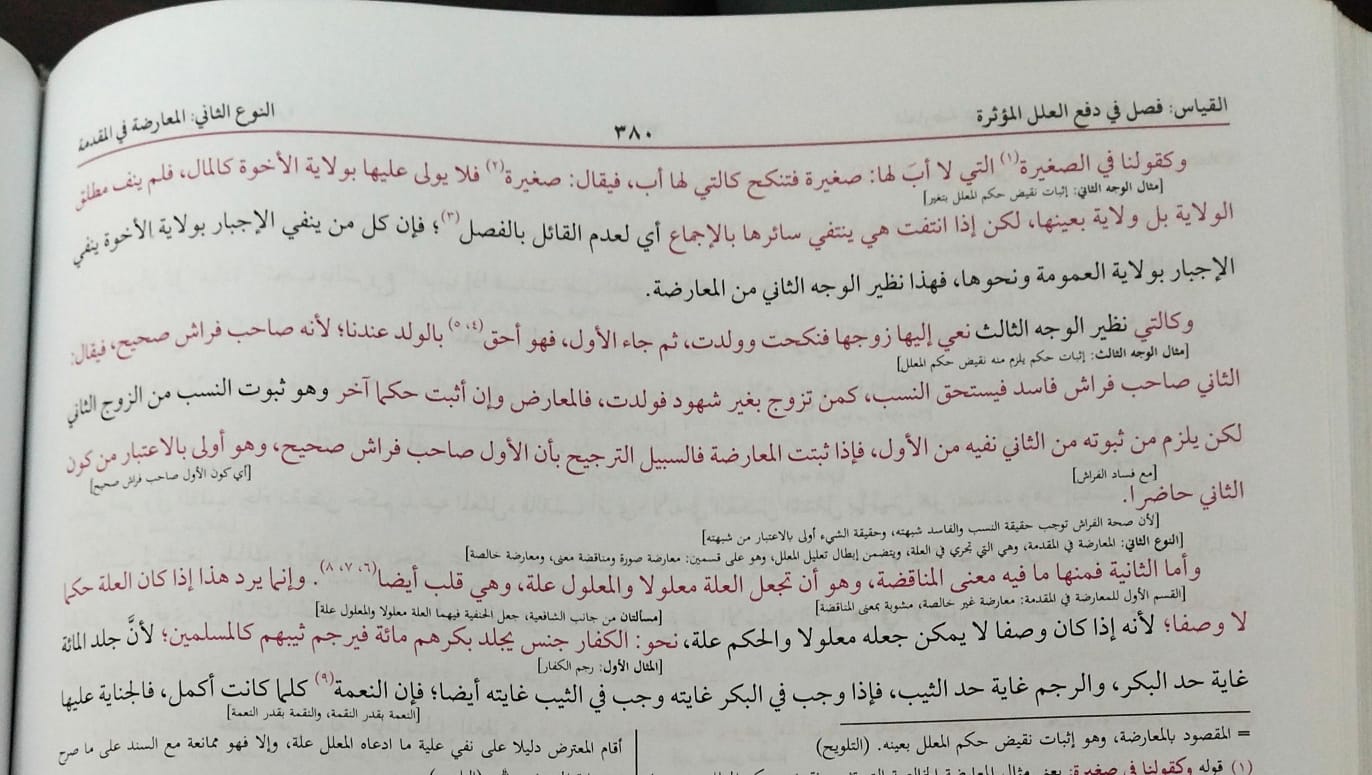 القياس: فصل في دفع العلل المؤثرة
٣٨٠
النوع الثاني: المعارضة في المقدمة
وكقولنا في الصغيرة(١) التي لا أبَ لها: صغيرة فتنكح كالتي لها أب، فيقال: صغيرة(٢) فلا يولى عليها بولاية الأخوة كالمال، فلم ينف مطلق
[مثال الوجه الثاني: إثبات نقيض حكم المعلل بتغير]
الولاية بل ولاية بعينها، لكن إذا انتفت هي ينتفي سائرها بالإجماع أي لعدم القائل بالفصل(٣)؛ فإن كل من ينفي الإجبار بولاية الأخوة ينفي
الإجبار بولاية العمومة ونحوها، فهذا نظير الوجه الثاني من المعارضة.
وكالتي نظير الوجه الثالث نعي إليها زوجها فنكحت وولدت، ثم جاء الأول، فهو أحق(٤، ٥) بالولد عندنا؛ لأنه صاحب فراش صحيح، فيقال:
[مثال الوجه الثالث: إثبات حكم يلزم منه نقيض حكم المعلل]
الثاني صاحب فراش فاسد فيستحق النسب، كمن تزوج بغير شهود فولدت، فالمعارض وإن أثبت حكما آخر وهو ثبوت النسب من الزوج الثاني
لكن يلزم من ثبوته من الثاني نفيه من الأول، فإذا ثبتت المعارضة فالسبيل الترجيح بأن الأول صاحب فراش صحيح، وهو أولى بالاعتبار من كون
[مع فساد الفراش]
[أي كون الأول صاحب فراش صحيح]
الثاني حاضرا.
[لأن صحة الفراش توجب حقيقة النسب والفاسد شبهته، وحقيقة الشيء أولى بالاعتبار من شبهته]
[النوع الثاني: المعارضة في المقدمة، وهي التي تجري في العلة، ويتضمن إبطال تعليل المعلل، وهو على قسمين: معارضة صورة ومناقضة معنى، ومعارضة خالصة]
وأما الثانية فمنها ما فيه معنى المناقضة، وهو أن تجعل العلة معلولا والمعلول علة، وهي قلب أيضا(٦، ٧، ٨). وإنما يرد هذا إذا كان العلة حكما
[القسم الأول للمعارضة في المقدمة: معارضة غير خالصة، مشوبة بمعنى المناقضة]
[مسألتان من جانب الشافعية، جعل الحنفية فيهما العلة معلولا والمعلول علة]
لا وصفا؛ لأنه إذا كان وصفا لا يمكن جعله معلولا والحكم علة، نحو: الكفار جنس يجلد بكرهم مائة فيرجم ثيبهم كالمسلمين؛ لأنَّ جلد المائة
[المثال الأول: رجم الكفار]
غاية حد البكر، والرجم غاية حد الثيب، فإذا وجب في البكر غايته وجب في الثيب غايته أيضا؛ فإن النعمة(٩) كلما كانت أكمل، فالجناية عليها
[النعمة بقدر النقمة، والنقمة بقدر النعمة]
= المقصود بالمعارضة، وهو إثبات نقيض حكم المعلل بعينه. (التلويح)
(١) قوله وكقولنا في صغيرة: يعني مثال المعارضة الخالصة
أقام المعترض دليلا على نفي علية ما ادعاه المعلل علة، وإلا فهو ممانعة مع السند على ما صرح